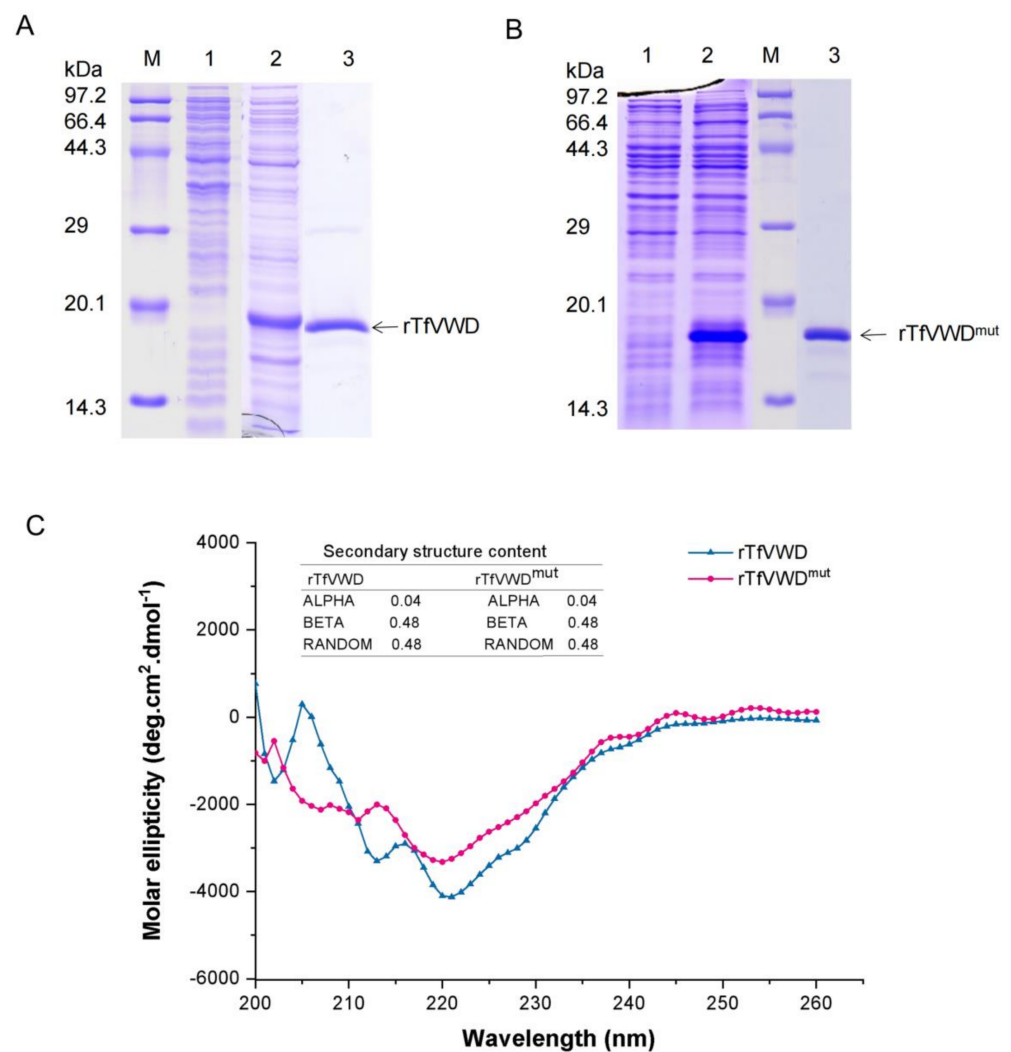 A
B
M 1 2 3
kDa
97.2
66.4
44.3
29
20.1
14.3
rTfVWD
1 2 M 3
kDa
97.2
66.4
44.3
29
20.1
14.3
rTfVWDmut
C
Secondary structure content
rTfVWD rTfVWDmut
ALPHA 0.04 ALPHA 0.04
BETA 0.48 BETA 0.48
RANDOM 0.48 RANDOM 0.48
rTfVWD
rTfVWDmut
Molar ellipticity (deg.cm2.dmol-1)
4000
2000
0
-2000
-4000
-6000
200 210 220 230 240 250 260
Wavelength (nm)